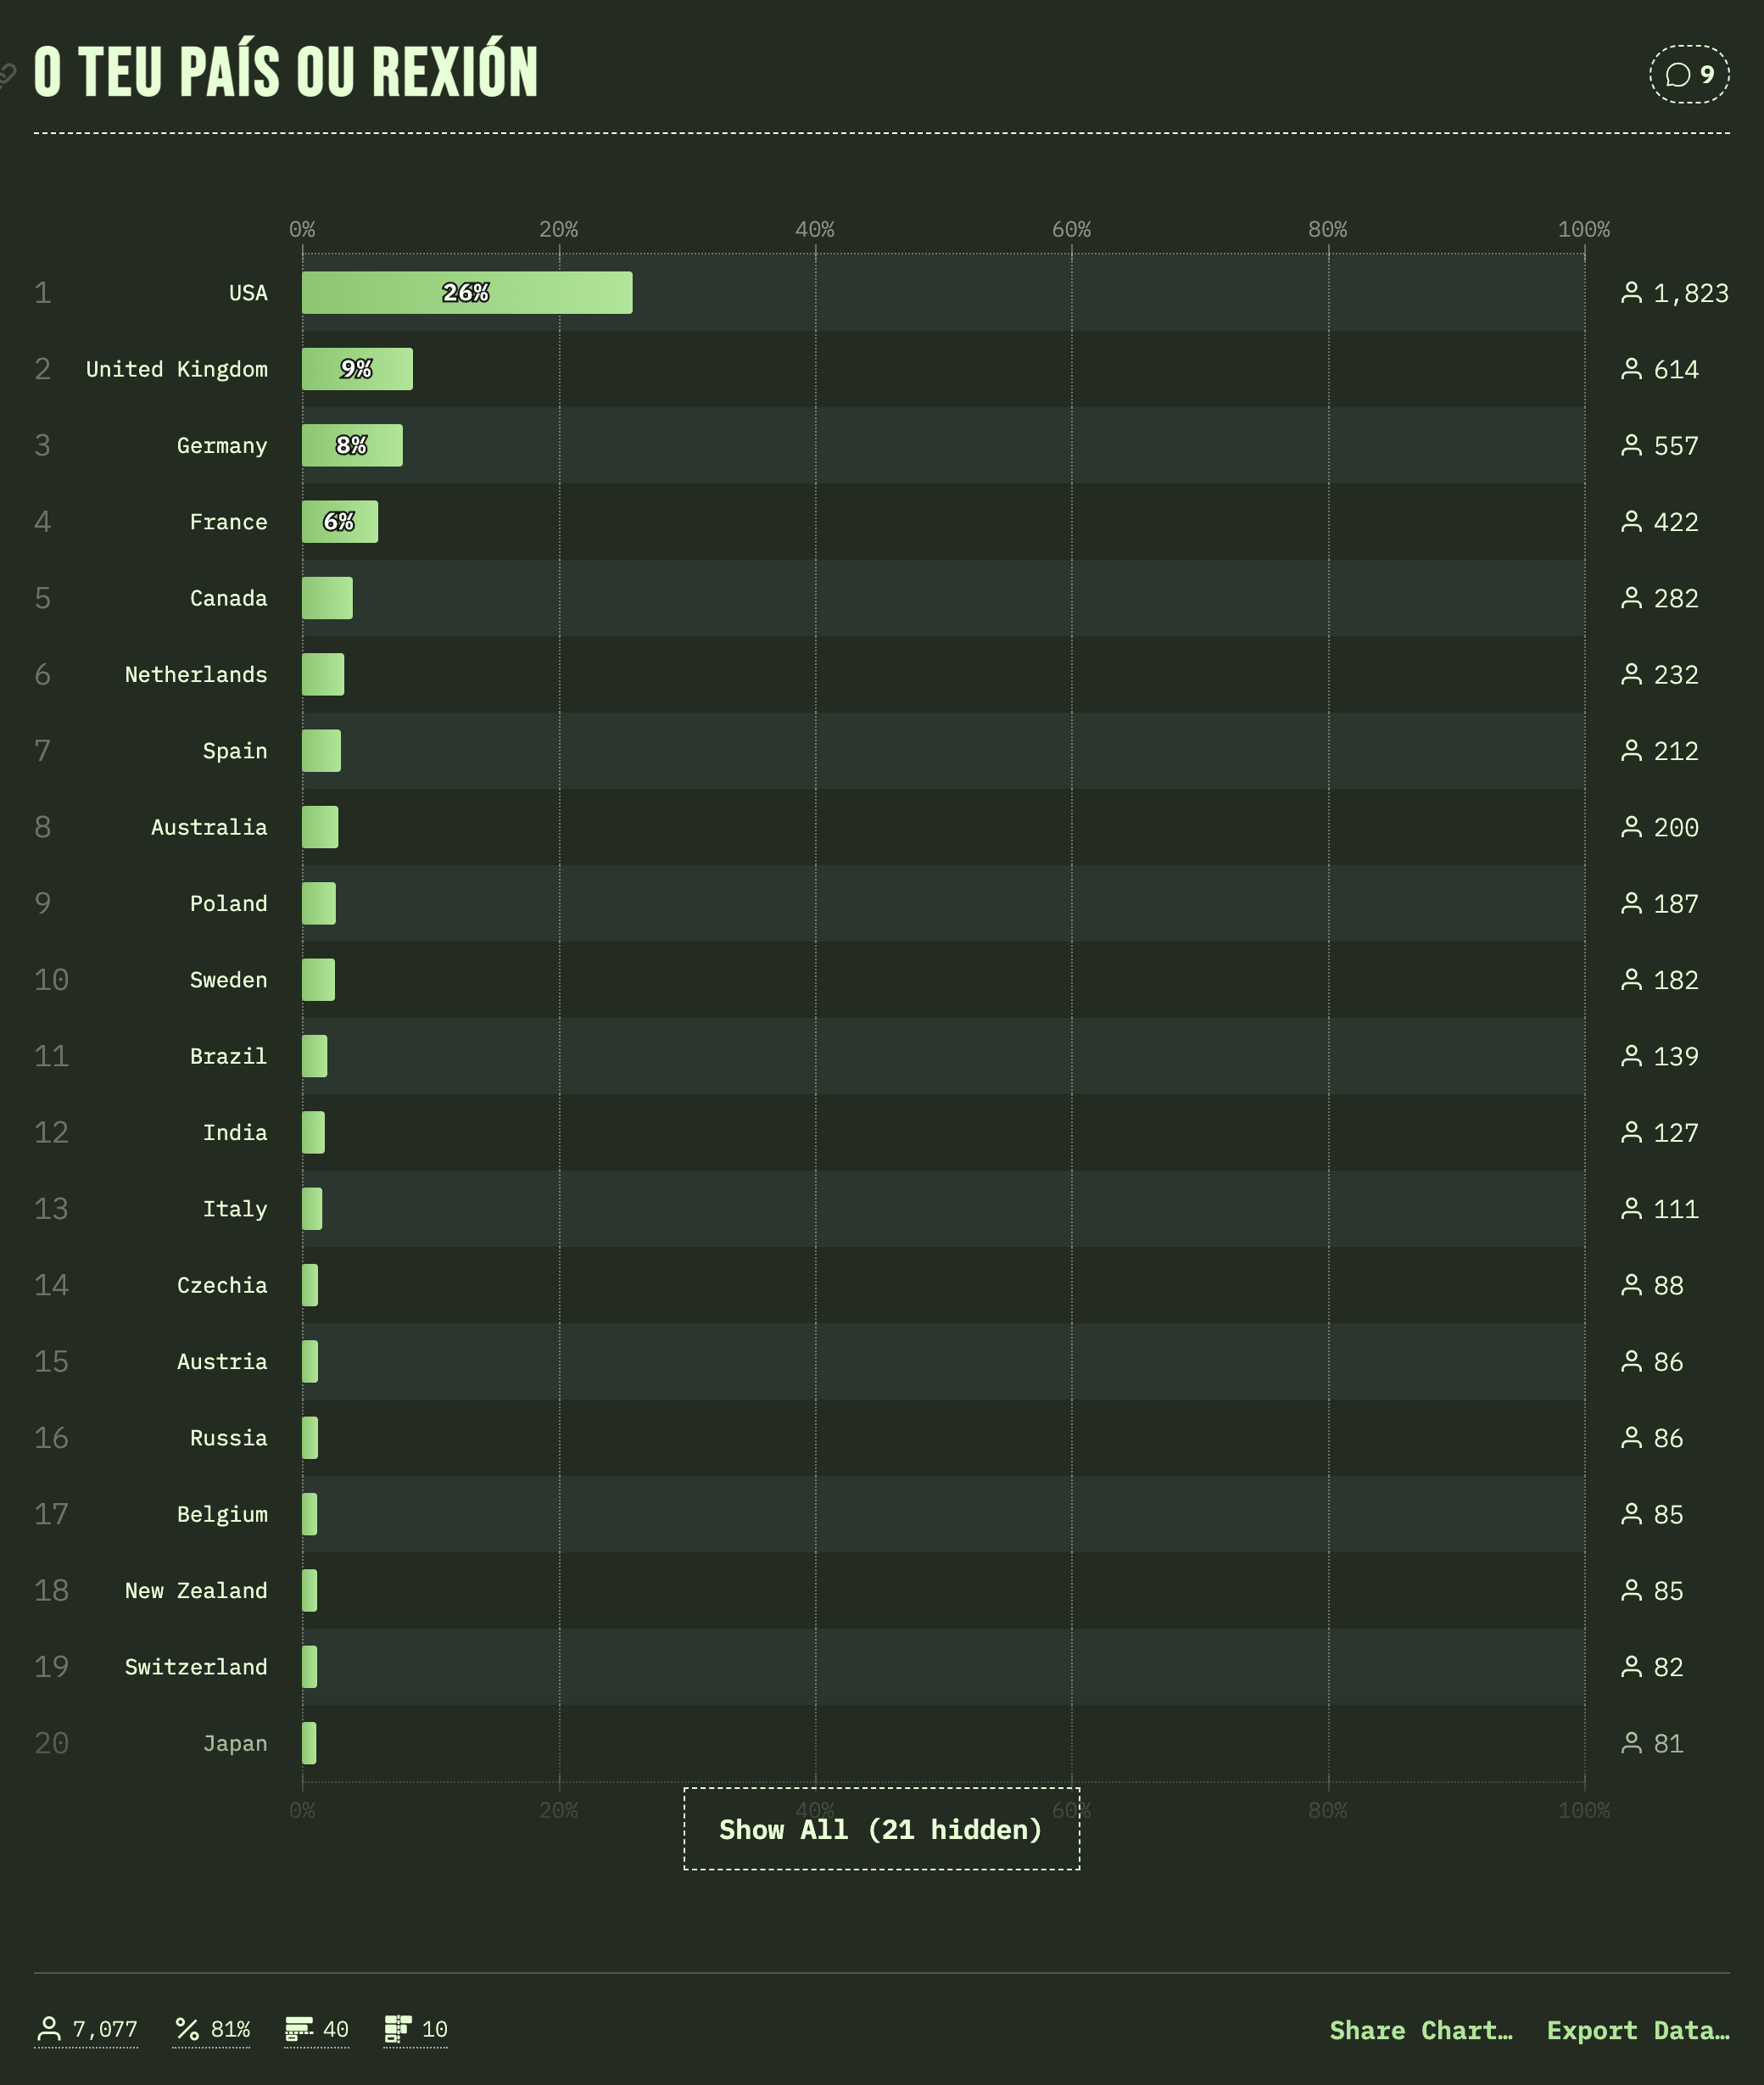 O TEU PAÍS OU REXIÓN
9
0% 20% 40% 60% 80% 100%
1 USA 26% 1,823
2 United Kingdom 9% 614
3 Germany 8% 557
4 France 6% 422
5 Canada 282
6 Netherlands 232
7 Spain 212
8 Australia 200
9 Poland 187
10 Sweden 182
11 Brazil 139
12 India 127
13 Italy 111
14 Czechia 88
15 Austria 86
16 Russia 86
17 Belgium 85
18 New Zealand 85
19 Switzerland 82
20 Japan 81
0% 20% 40% 60% 80% 100%
Show All (21 hidden)
7,077 81% 40 10 Share Chart… Export Data…